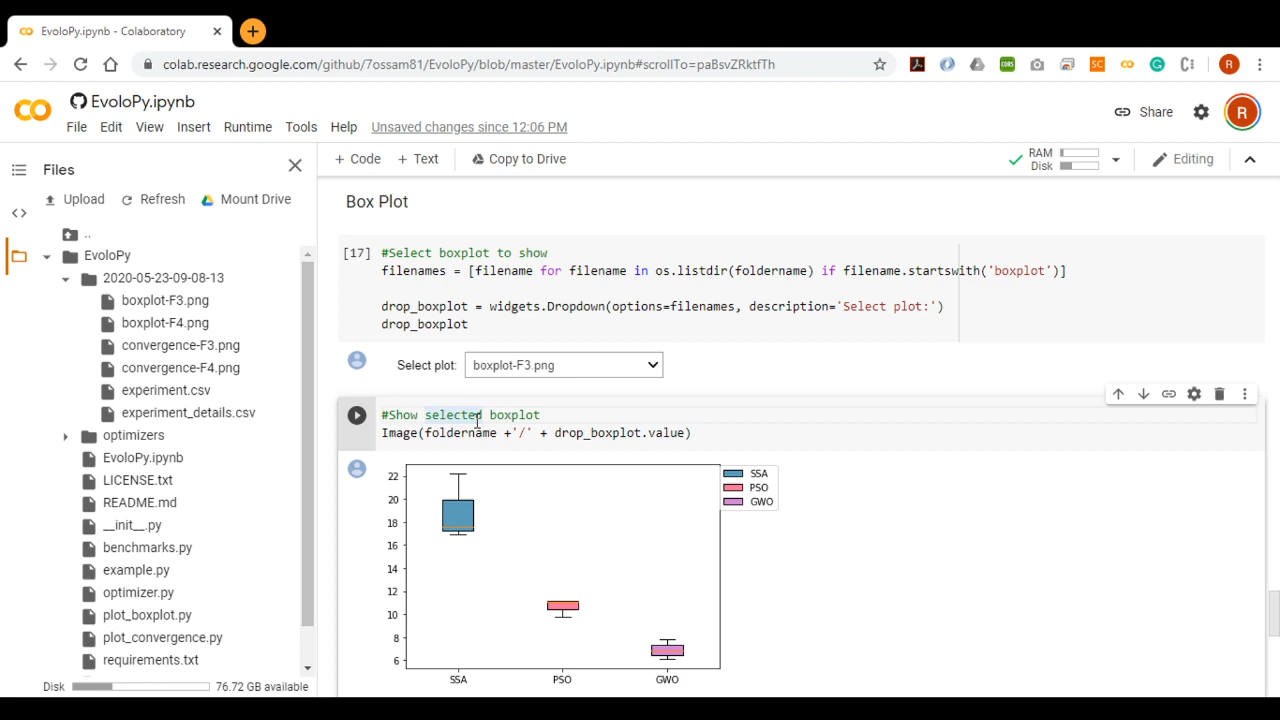 EvoloPy.ipynb - Colaboratory
colab.research.google.com/github/7ossam81/EvoloPy/blob/master/EvoloPy.ipynb#scrollTo=paBsvZRktfTh
CORS
SC
R
EvoloPy.ipynb
File Edit View Insert Runtime Tools Help Unsaved changes since 12:06 PM
Share
R
Files
+ Code + Text Copy to Drive
RAM
Disk
Editing
Upload Refresh Mount Drive
..
EvoloPy
2020-05-23-09-08-13
boxplot-F3.png
boxplot-F4.png
convergence-F3.png
convergence-F4.png
experiment.csv
experiment_details.csv
optimizers
EvoloPy.ipynb
LICENSE.txt
README.md
__init__.py
benchmarks.py
example.py
optimizer.py
plot_boxplot.py
plot_convergence.py
requirements.txt
Disk 76.72 GB available
Box Plot
[17] #Select boxplot to show
filenames = [filename for filename in os.listdir(foldername) if filename.startswith('boxplot')]
drop_boxplot = widgets.Dropdown(options=filenames, description='Select plot:')
drop_boxplot
Select plot: boxplot-F3.png
#Show selected boxplot
Image(foldername +'/' + drop_boxplot.value)
22
20
18
16
14
12
10
8
6
SSA PSO GWO
SSA
PSO
GWO